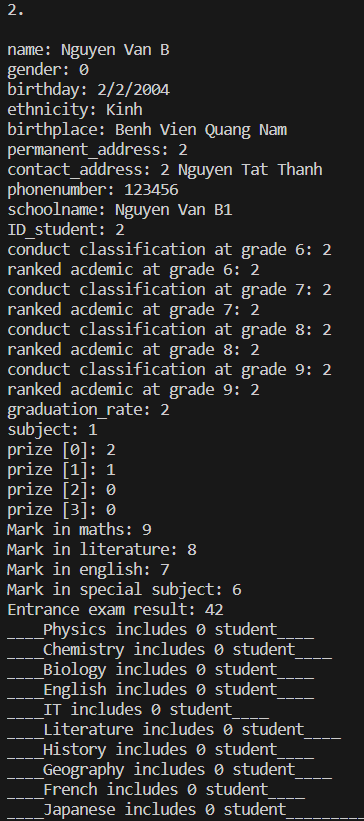 2.
name: Nguyen Van B
gender: 0
birthday: 2/2/2004
ethnicity: Kinh
birthplace: Benh Vien Quang Nam
permanent_address: 2
contact_address: 2 Nguyen Tat Thanh
phonenumber: 123456
schoolname: Nguyen Van B1
ID_student: 2
conduct classification at grade 6: 2
ranked acdemic at grade 6: 2
conduct classification at grade 7: 2
ranked acdemic at grade 7: 2
conduct classification at grade 8: 2
ranked acdemic at grade 8: 2
conduct classification at grade 9: 2
ranked acdemic at grade 9: 2
graduation_rate: 2
subject: 1
prize [0]: 2
prize [1]: 1
prize [2]: 0
prize [3]: 0
Mark in maths: 9
Mark in literature: 8
Mark in english: 7
Mark in special subject: 6
Entrance exam result: 42
____Physics includes 0 student____
____Chemistry includes 0 student____
____Biology includes 0 student____
____English includes 0 student____
____IT includes 0 student____
____Literature includes 0 student____
____History includes 0 student____
____Geography includes 0 student____
____French includes 0 student____
____Japanese includes 0 student________